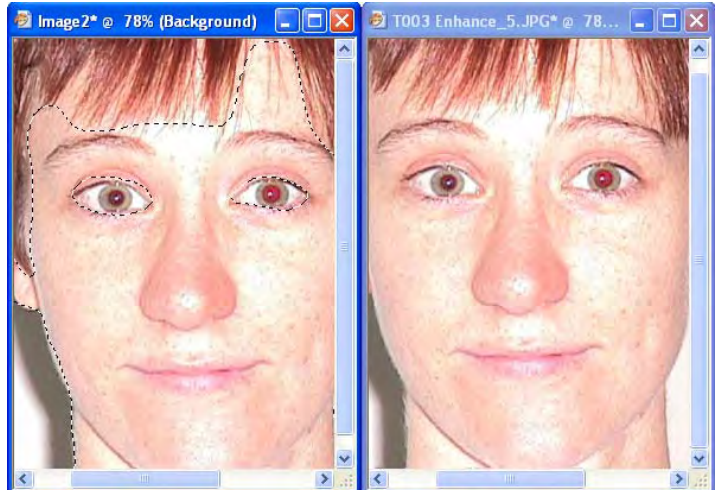 Image2* @ 78% (Background)
T003 Enhance_5.JPG* @ 78...